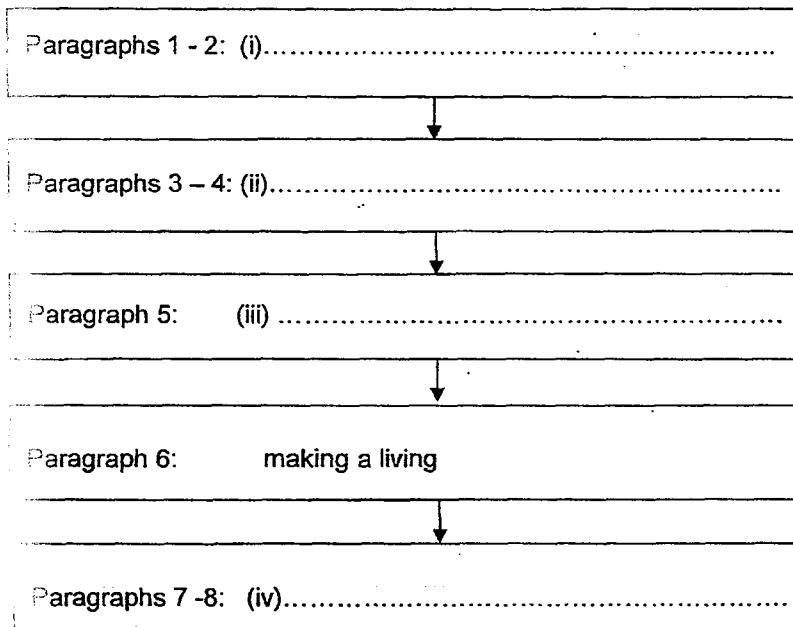 Paragraphs 1 - 2: (i)............................................................................
Paragraphs 3 – 4: (ii)............................................................................
Paragraph 5: (iii) ............................................................................
Paragraph 6: making a living
Paragraphs 7 -8: (iv)............................................................................